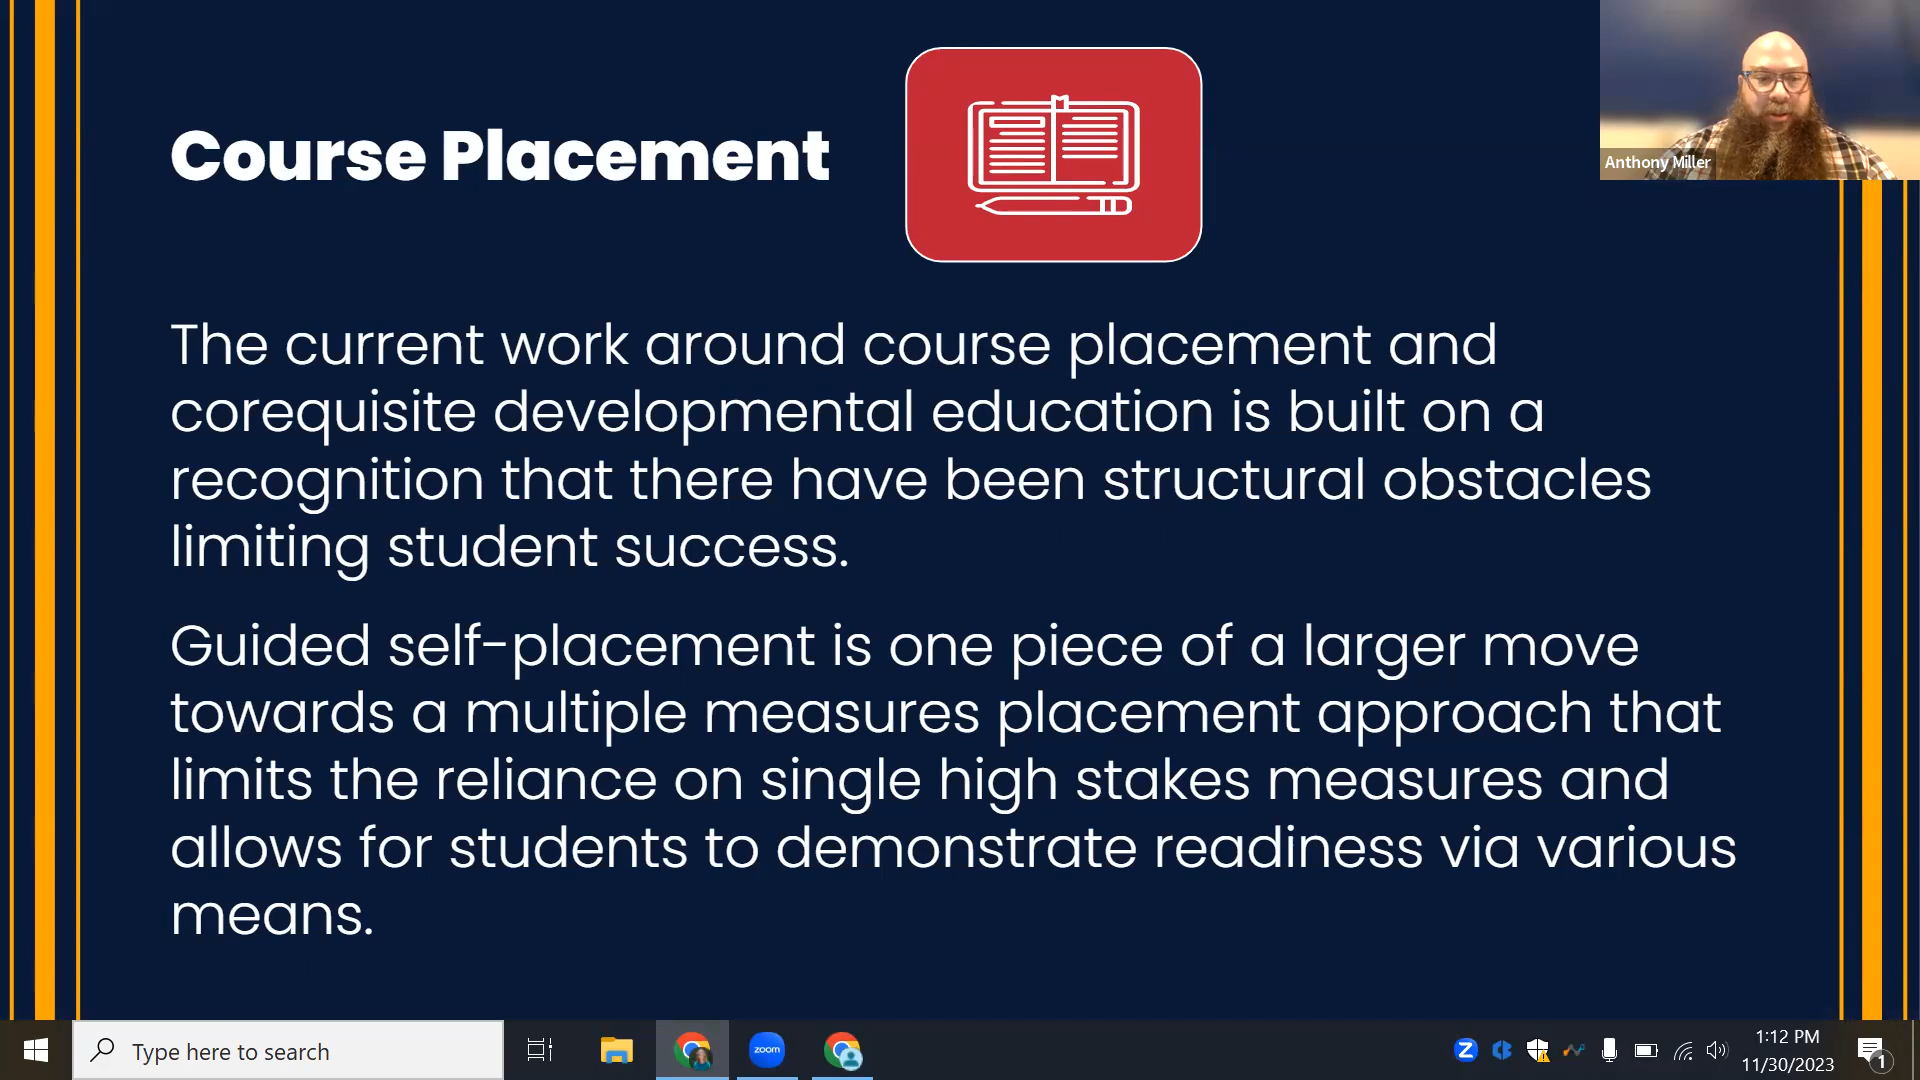 Course Placement
Anthony Miller
The current work around course placement and
corequisite developmental education is built on a
recognition that there have been structural obstacles
limiting student success.
Guided self-placement is one piece of a larger move
towards a multiple measures placement approach that
limits the reliance on single high stakes measures and
allows for students to demonstrate readiness via various
means.
Type here to search
zoom
Z
1:12 PM
11/30/2023
1